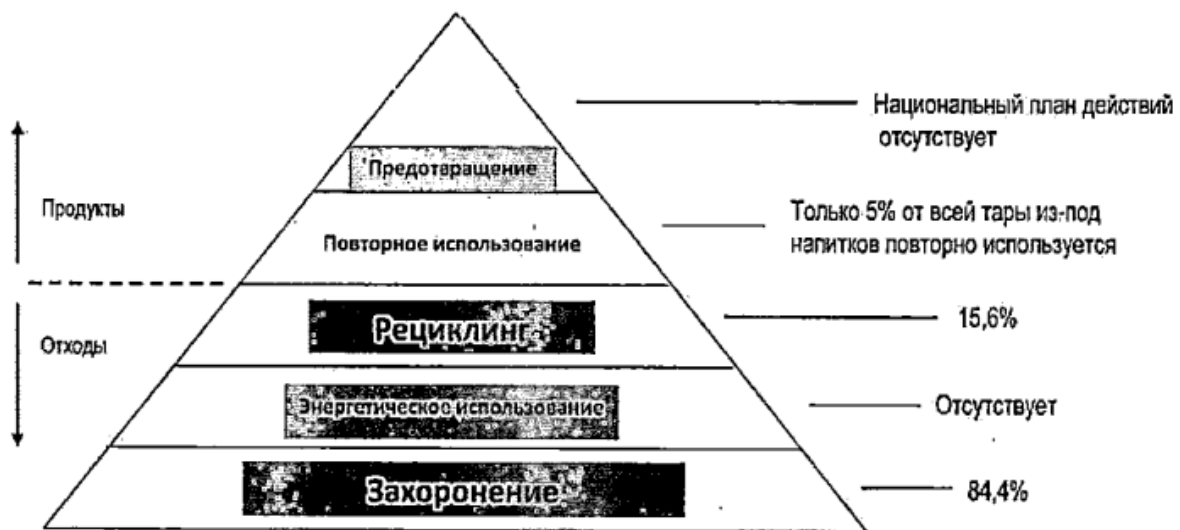 Национальный план действий
отсутствует
Предотвращение
Продукты
Только 5% от всей тары из-под
напитков повторно используется
Повторное использование
Рециклинг
15,6%
Отходы
Энергетическое использование
Отсутствует
Захоронение
84,4%